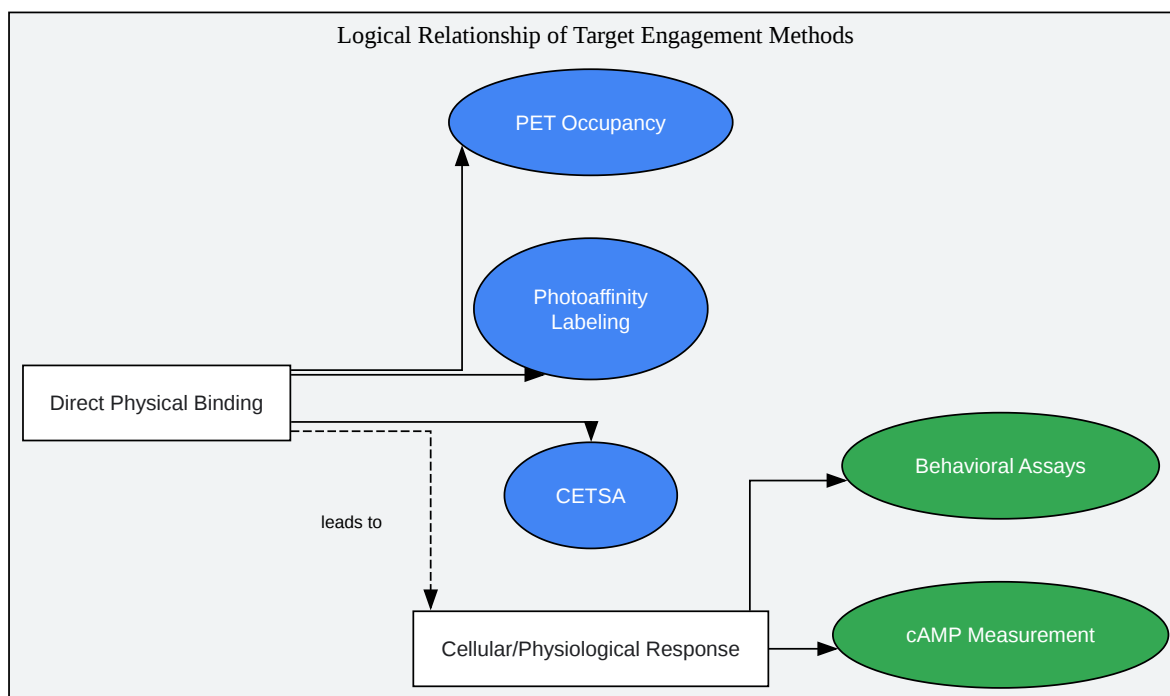 Logical Relationship of Target Engagement Methods
PET Occupancy
Photoaffinity
Labeling
Direct Physical Binding
CETSA
Behavioral Assays
leads to
Cellular/Physiological Response
cAMP Measurement